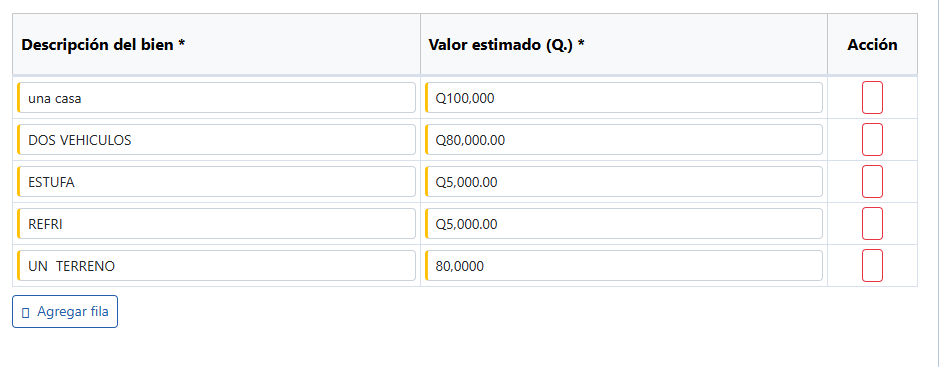 Descripción del bien * Valor estimado (Q.) * Acción
una casa Q100,000
DOS VEHICULOS Q80,000.00
ESTUFA Q5,000.00
REFRI Q5,000.00
UN  TERRENO 80,0000
Agregar fila